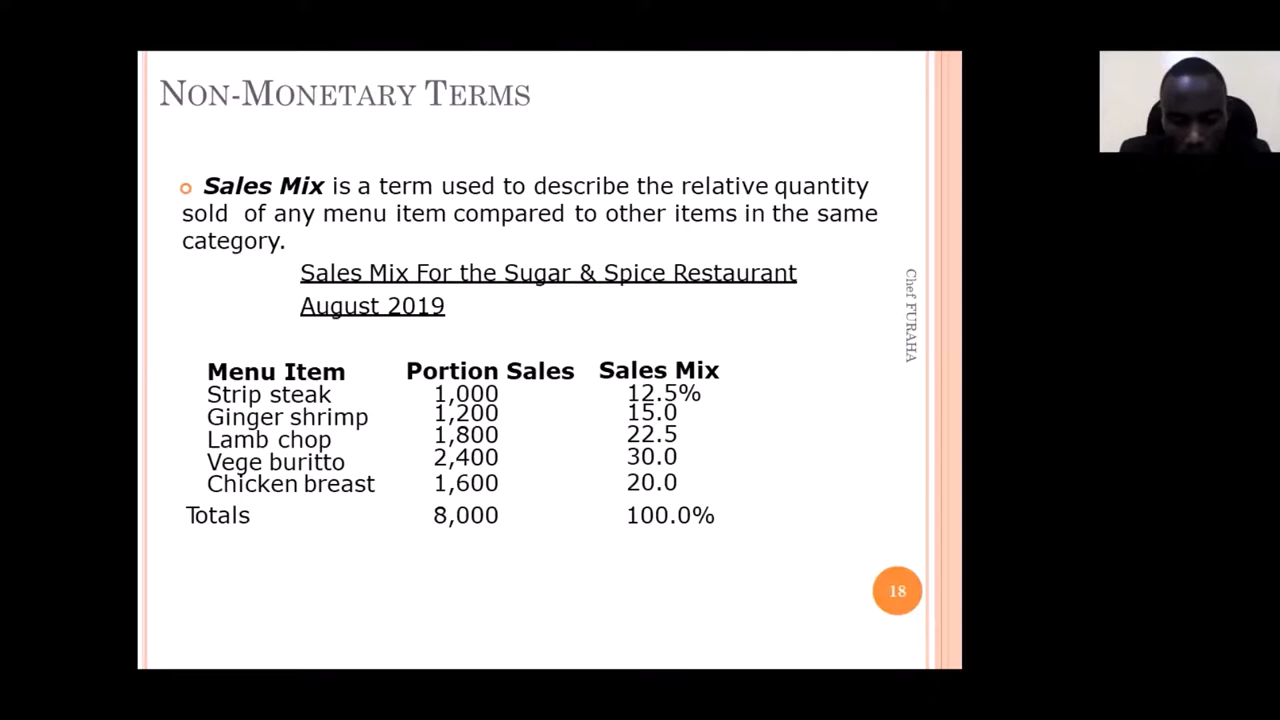 NON-MONETARY TERMS
Sales Mix is a term used to describe the relative quantity
sold of any menu item compared to other items in the same
category.
Sales Mix For the Sugar & Spice Restaurant
August 2019
Menu Item Portion Sales Sales Mix
Strip steak 1,000 12.5%
Ginger shrimp 1,200 15.0
Lamb chop 1,800 22.5
Vege buritto 2,400 30.0
Chicken breast 1,600 20.0
Totals 8,000 100.0%
Chef FURAHA
18